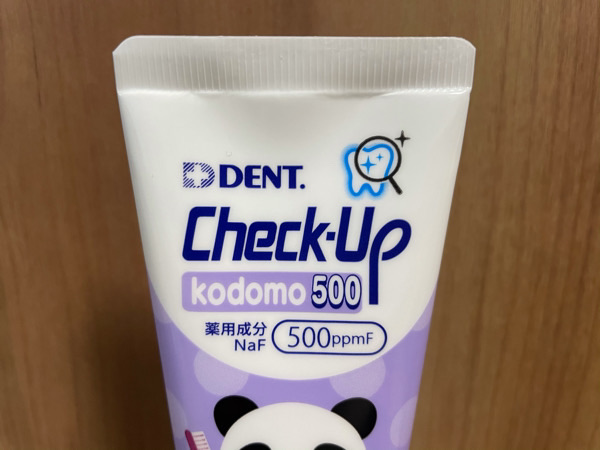 DENT.
Check-Up
kodomo 500
薬用成分
NaF
500ppmF